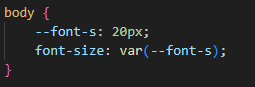 body {
    --font-s: 20px;
    font-size: var(--font-s);
}